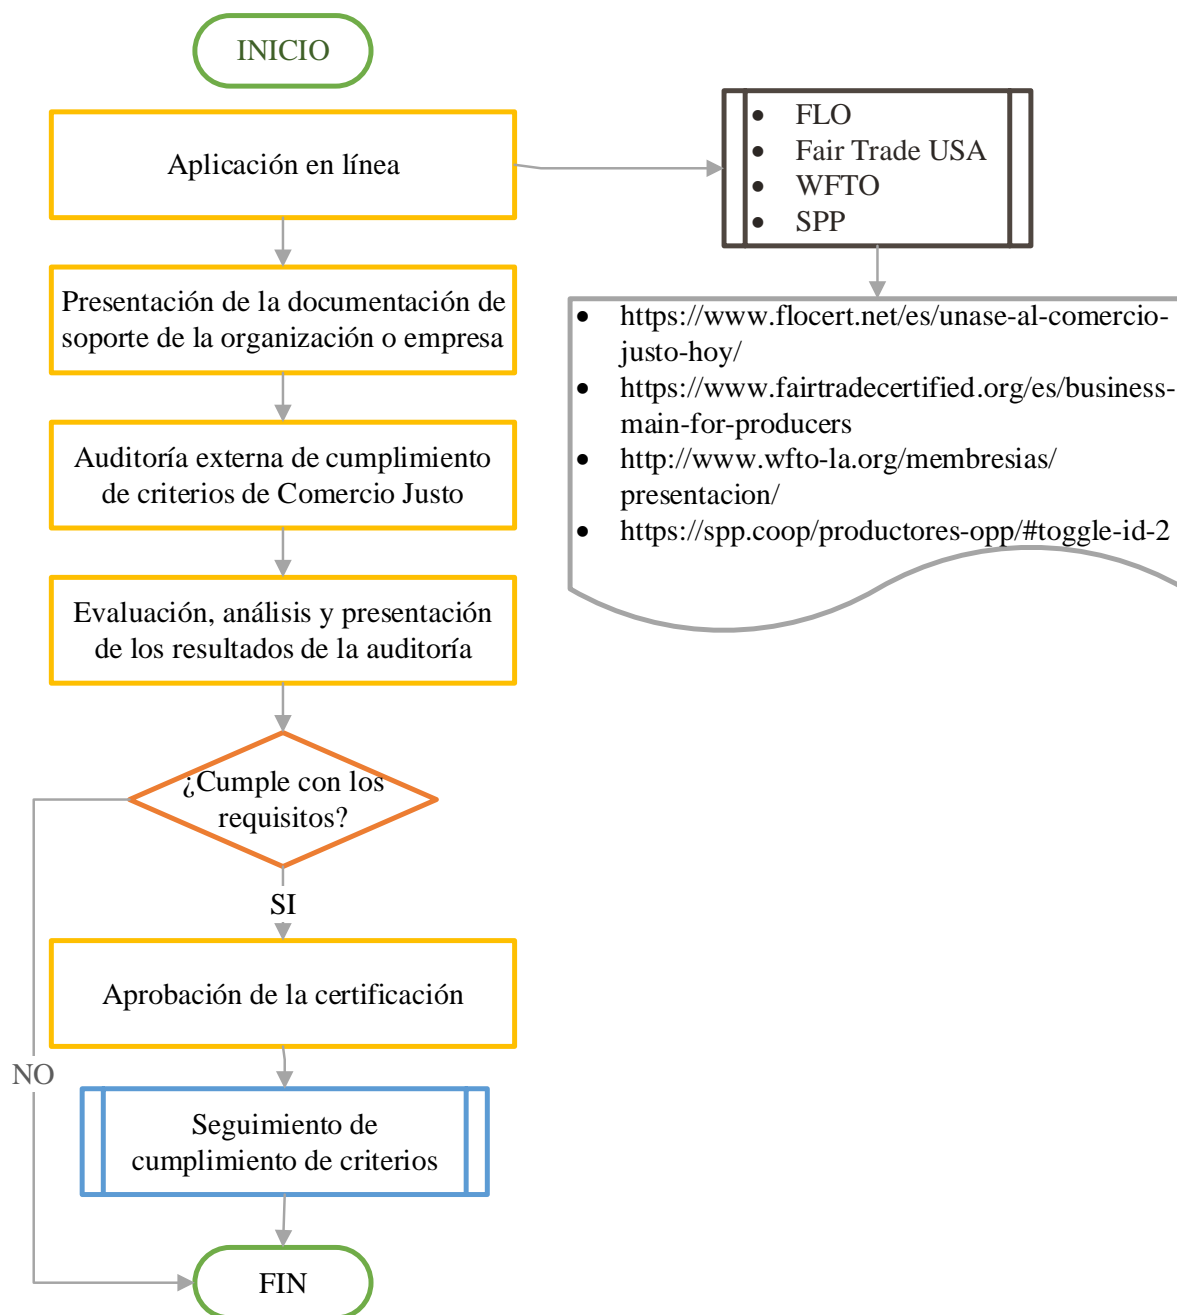 INICIO
Aplicación en línea
• FLO
• Fair Trade USA
• WFTO
• SPP
Presentación de la documentación de
soporte de la organización o empresa
• https://www.flocert.net/es/unase-al-comercio-
justo-hoy/
• https://www.fairtradecertified.org/es/business-
main-for-producers
• http://www.wfto-la.org/membresias/
presentacion/
• https://spp.coop/productores-opp/#toggle-id-2
Auditoría externa de cumplimiento
de criterios de Comercio Justo
Evaluación, análisis y presentación
de los resultados de la auditoría
¿Cumple con los
requisitos?
SI
Aprobación de la certificación
NO
Seguimiento de
cumplimiento de criterios
FIN